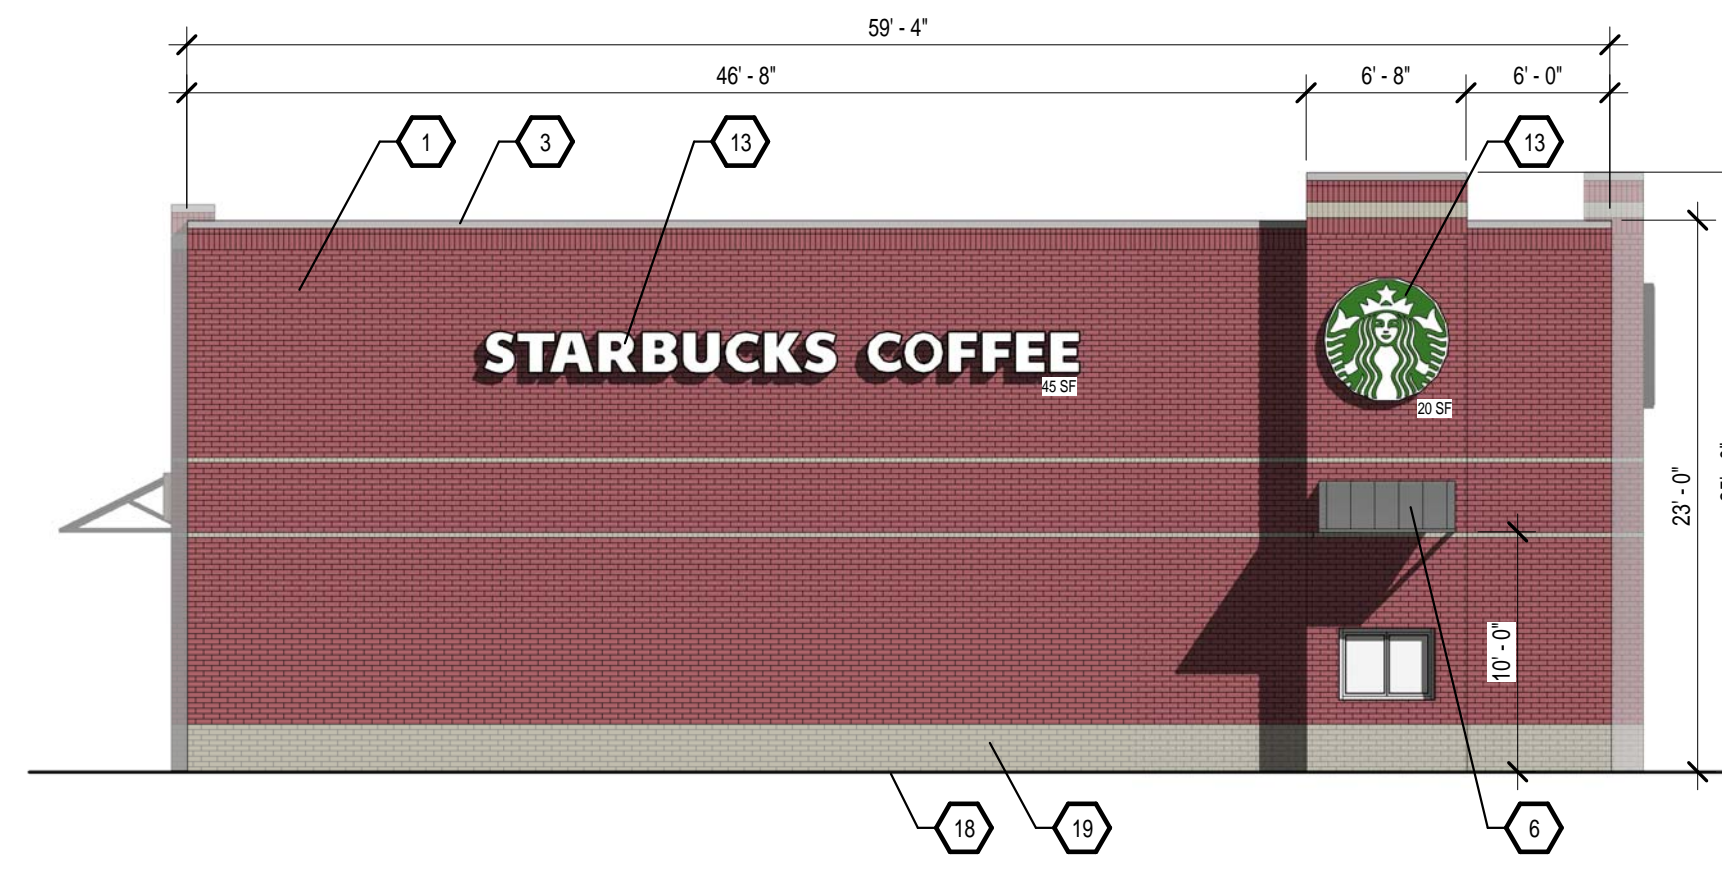 59' - 4"
46' - 8"
6' - 8"
6' - 0"
1
3
13
13
STARBUCKS COFFEE
45 SF
20 SF
23' - 0"
10' - 0"
18
19
6